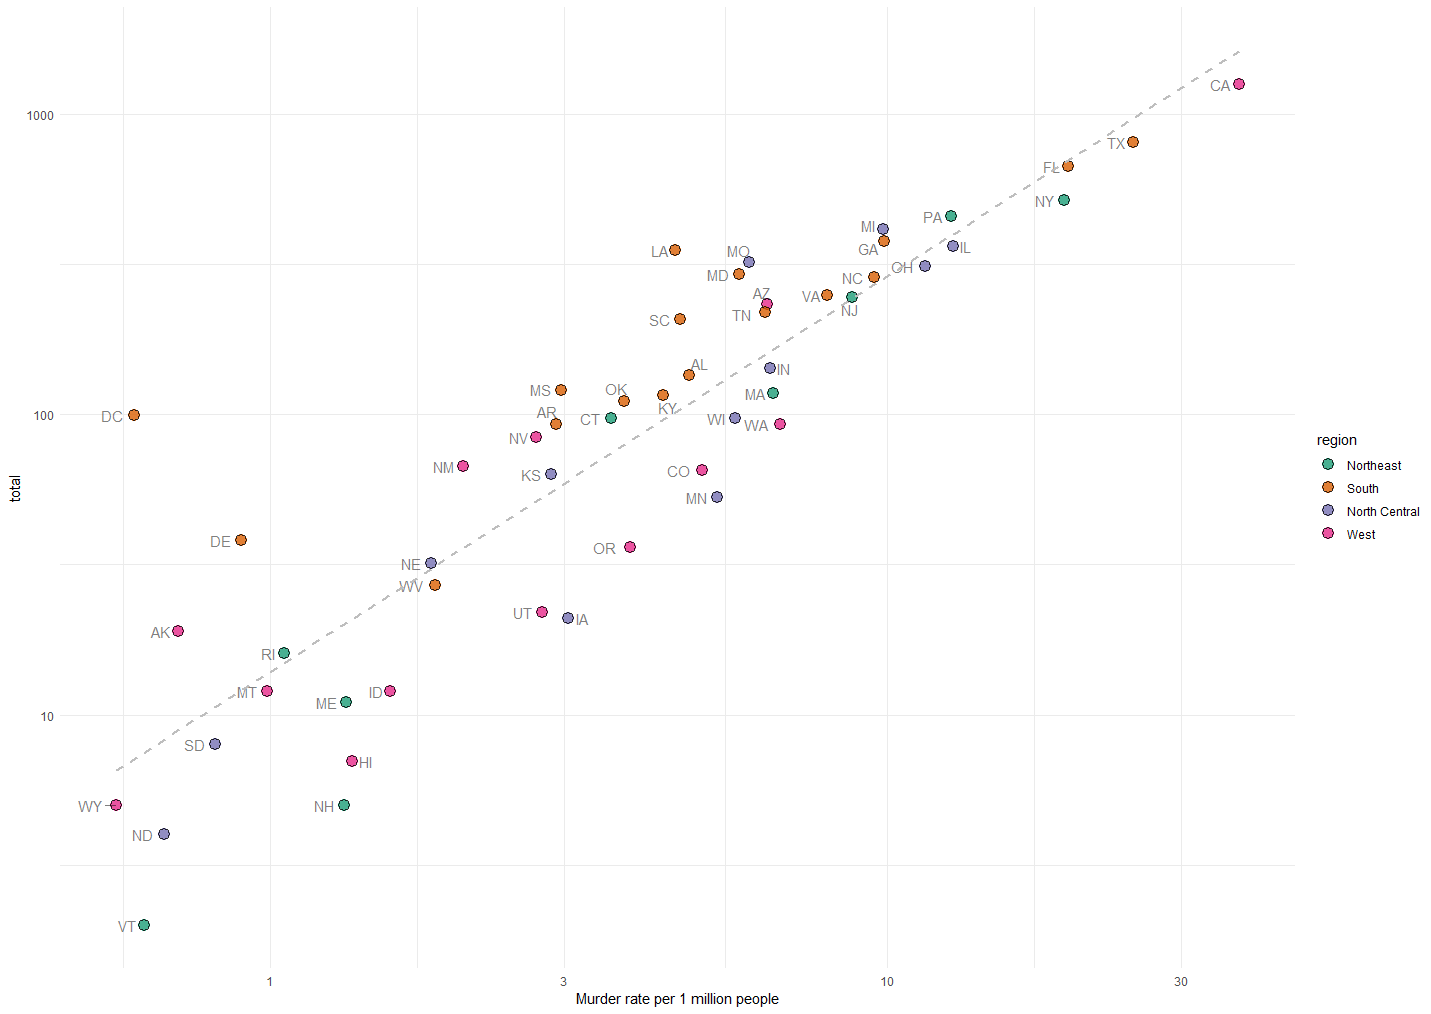 CA
1000
TX
FL
NY
PA
MI
GA
IL
LA
MO
OH
MD
NC
AZ
VA
NJ
TN
SC
AL
IN
MS
OK
MA
KY
AR
DC
100
CT
WI
WA
NV
region
NM
Northeast
CO
KS
South
total
MN
North Central
West
DE
OR
NE
WV
UT
IA
AK
RI
MT
ID
ME
10
SD
HI
WY
NH
ND
VT
1
3
10
30
Murder rate per 1 million people